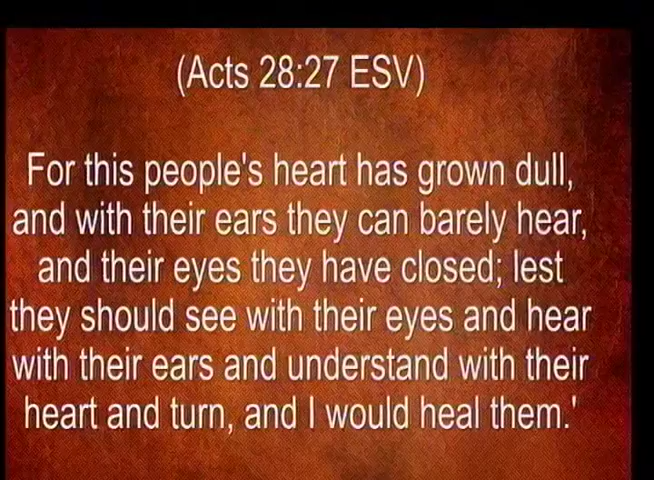 (Acts 28:27 ESV)
For this people's heart has grown dull,
and with their ears they can barely hear,
and their eyes they have closed; lest
they should see with their eyes and hear
with their ears and understand with their
heart and turn, and I would heal them.'